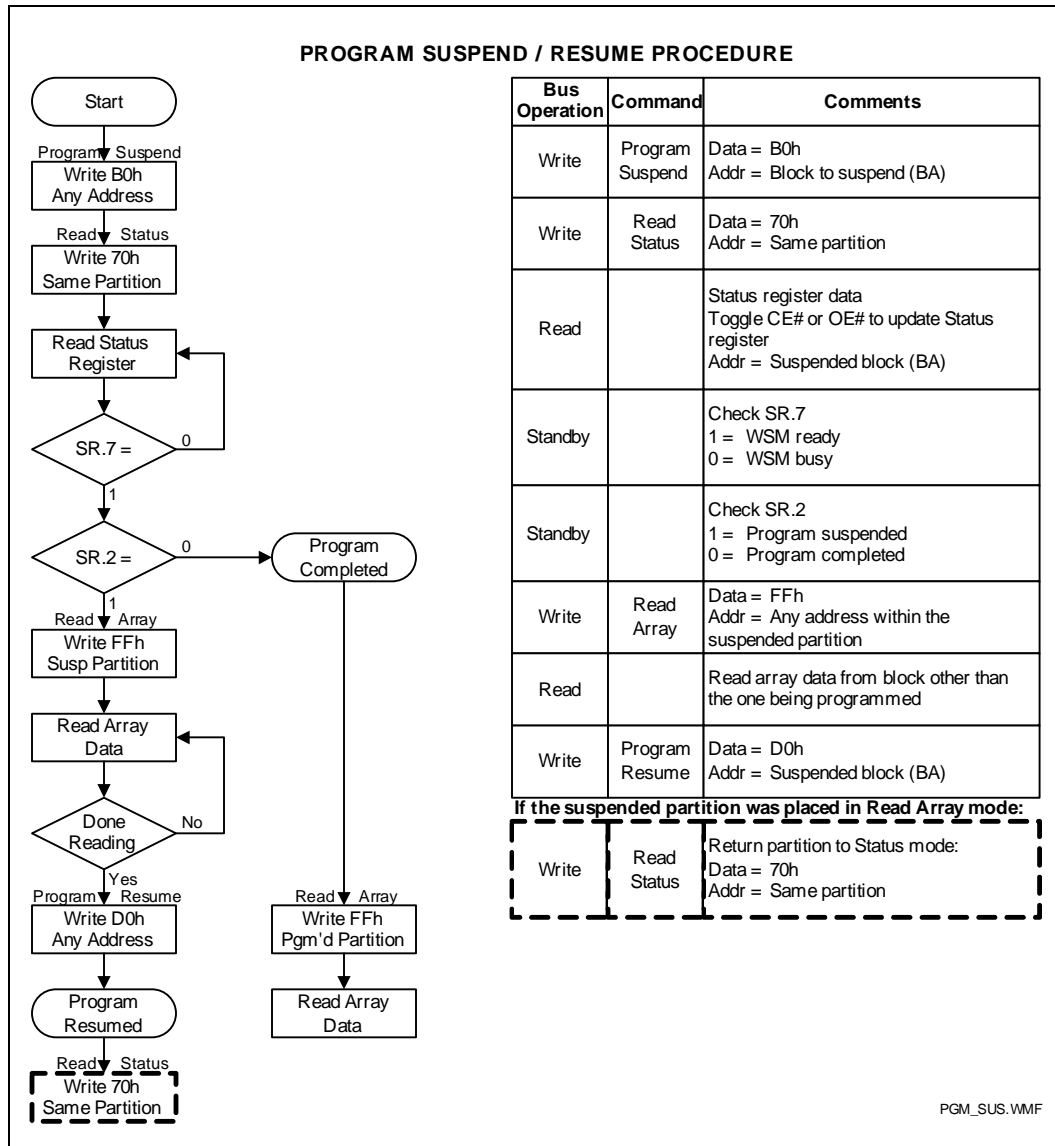 PROGRAM SUSPEND / RESUME PROCEDURE
Start
Program Suspend
Write B0h
Any Address
Read Status
Write 70h
Same Partition
Read Status
Register
SR.7 =
0
1
SR.2 =
0
1
Program
Completed
Read Array
Write FFh
Susp Partition
Read Array
Data
Done
Reading
No
Yes
Program Resume
Write D0h
Any Address
Program
Resumed
Read Status
Write 70h
Same Partition
Read Array
Write FFh
Pgm'd Partition
Read Array
Data
Bus
Operation
Command
Comments
Write
Program
Suspend
Data = B0h
Addr = Block to suspend (BA)
Write
Read
Status
Data = 70h
Addr = Same partition
Read
Status register data
Toggle CE# or OE# to update Status
register
Addr = Suspended block (BA)
Standby
Check SR.7
1 = WSM ready
0 = WSM busy
Standby
Check SR.2
1 = Program suspended
0 = Program completed
Write
Read
Array
Data = FFh
Addr = Any address within the
suspended partition
Read
Read array data from block other than
the one being programmed
Write
Program
Resume
Data = D0h
Addr = Suspended block (BA)
If the suspended partition was placed in Read Array mode:
Write
Read
Status
Return partition to Status mode:
Data = 70h
Addr = Same partition
PGM_SUS.WMF